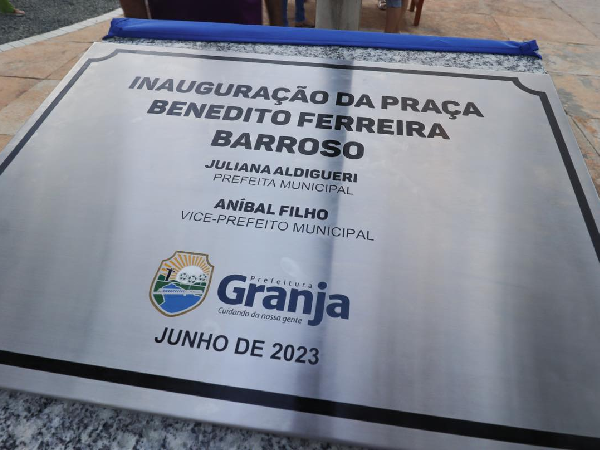 INAUGURAÇÃO DA PRAÇA
BENEDITO FERREIRA
BARROSO
JULIANA ALDIGUERI
PREFEITA MUNICIPAL
ANÍBAL FILHO
VICE-PREFEITO MUNICIPAL
Prefeitura
Granja
Cuidando da nossa gente
JUNHO DE 2023